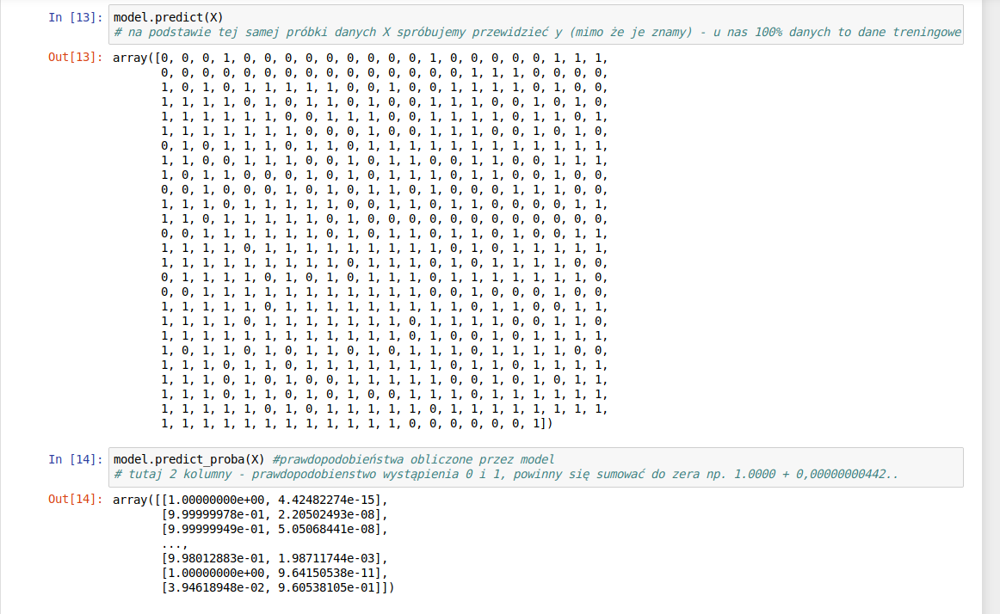 In [13]: model.predict(X)
# na podstawie tej samej próbki danych X spróbujemy przewidzieć y (mimo że je znamy) - u nas 100% danych to dane treningowe
Out[13]: array([0, 0, 0, 1, 0, 0, 0, 0, 0, 0, 0, 0, 0, 1, 0, 0, 0, 0, 0, 1, 1, 1,
0, 0, 0, 0, 0, 0, 0, 0, 0, 0, 0, 0, 0, 0, 0, 1, 1, 1, 0, 0, 0, 0,
1, 0, 1, 0, 1, 1, 1, 1, 1, 0, 0, 1, 0, 0, 1, 1, 1, 1, 0, 1, 0, 0,
1, 1, 1, 1, 0, 1, 0, 1, 1, 0, 1, 0, 0, 1, 1, 1, 0, 0, 1, 0, 1, 0,
1, 1, 1, 1, 1, 1, 0, 0, 1, 1, 1, 0, 0, 1, 1, 1, 1, 0, 1, 1, 0, 1,
1, 1, 1, 1, 1, 1, 1, 0, 0, 0, 1, 0, 0, 1, 1, 1, 0, 0, 1, 0, 1, 0,
0, 1, 0, 1, 1, 1, 0, 1, 1, 0, 1, 1, 1, 1, 1, 1, 1, 1, 1, 1, 1, 1,
1, 1, 0, 0, 1, 1, 1, 0, 0, 1, 0, 1, 1, 0, 0, 1, 1, 0, 0, 1, 1, 1,
1, 0, 1, 1, 0, 0, 0, 1, 0, 1, 0, 1, 1, 1, 0, 1, 1, 0, 0, 1, 0, 0,
0, 0, 1, 0, 0, 0, 1, 0, 1, 0, 1, 1, 0, 1, 0, 0, 0, 1, 1, 1, 0, 0,
1, 1, 1, 0, 1, 1, 1, 1, 1, 0, 0, 1, 1, 0, 1, 1, 0, 0, 0, 0, 1, 1,
1, 1, 0, 1, 1, 1, 1, 1, 0, 1, 0, 0, 0, 0, 0, 0, 0, 0, 0, 0, 0, 0,
0, 0, 1, 1, 1, 1, 1, 1, 0, 1, 0, 1, 1, 0, 1, 1, 0, 1, 0, 0, 1, 1,
1, 1, 1, 1, 0, 1, 1, 1, 1, 1, 1, 1, 1, 1, 0, 1, 0, 1, 1, 1, 1, 1,
1, 1, 1, 1, 1, 1, 1, 1, 1, 0, 1, 1, 1, 0, 1, 0, 1, 1, 1, 1, 0, 0,
0, 1, 1, 1, 1, 0, 1, 0, 1, 0, 1, 1, 1, 0, 1, 1, 1, 1, 1, 1, 1, 0,
0, 0, 1, 1, 1, 1, 1, 1, 1, 1, 1, 1, 1, 0, 0, 1, 0, 0, 0, 1, 0, 0,
1, 1, 1, 1, 1, 0, 1, 1, 1, 1, 1, 1, 1, 1, 1, 0, 1, 1, 0, 0, 1, 1,
1, 1, 1, 1, 0, 1, 1, 1, 1, 1, 1, 1, 0, 1, 1, 1, 1, 0, 0, 1, 1, 0,
1, 1, 1, 1, 1, 1, 1, 1, 1, 1, 1, 1, 0, 1, 0, 0, 1, 0, 1, 1, 1, 1,
1, 0, 1, 1, 0, 1, 0, 1, 1, 0, 1, 0, 1, 1, 1, 0, 1, 1, 1, 1, 0, 0,
1, 1, 1, 0, 1, 1, 0, 1, 1, 1, 1, 1, 1, 1, 0, 1, 1, 0, 1, 1, 1, 1,
1, 1, 1, 0, 1, 0, 1, 0, 0, 1, 1, 1, 1, 1, 0, 0, 1, 0, 1, 0, 1, 1,
1, 1, 1, 0, 1, 1, 0, 1, 0, 1, 0, 0, 1, 1, 1, 0, 1, 1, 1, 1, 1, 1,
1, 1, 1, 1, 1, 0, 1, 0, 1, 1, 1, 1, 1, 0, 1, 1, 1, 1, 1, 1, 1, 1,
1, 1, 1, 1, 1, 1, 1, 1, 1, 1, 1, 1, 0, 0, 0, 0, 0, 0, 1])
In [14]: model.predict_proba(X) #prawdopodobieństwa obliczone przez model
# tutaj 2 kolumny - prawdopodobienstwo wystąpienia 0 i 1, powinny się sumować do zera np. 1.0000 + 0,00000000442..
Out[14]: array([[1.00000000e+00, 4.42482274e-15],
[9.99999978e-01, 2.20502493e-08],
[9.99999949e-01, 5.05068441e-08],
...,
[9.98012883e-01, 1.98711744e-03],
[1.00000000e+00, 9.64150538e-11],
[3.94618948e-02, 9.60538105e-01]])